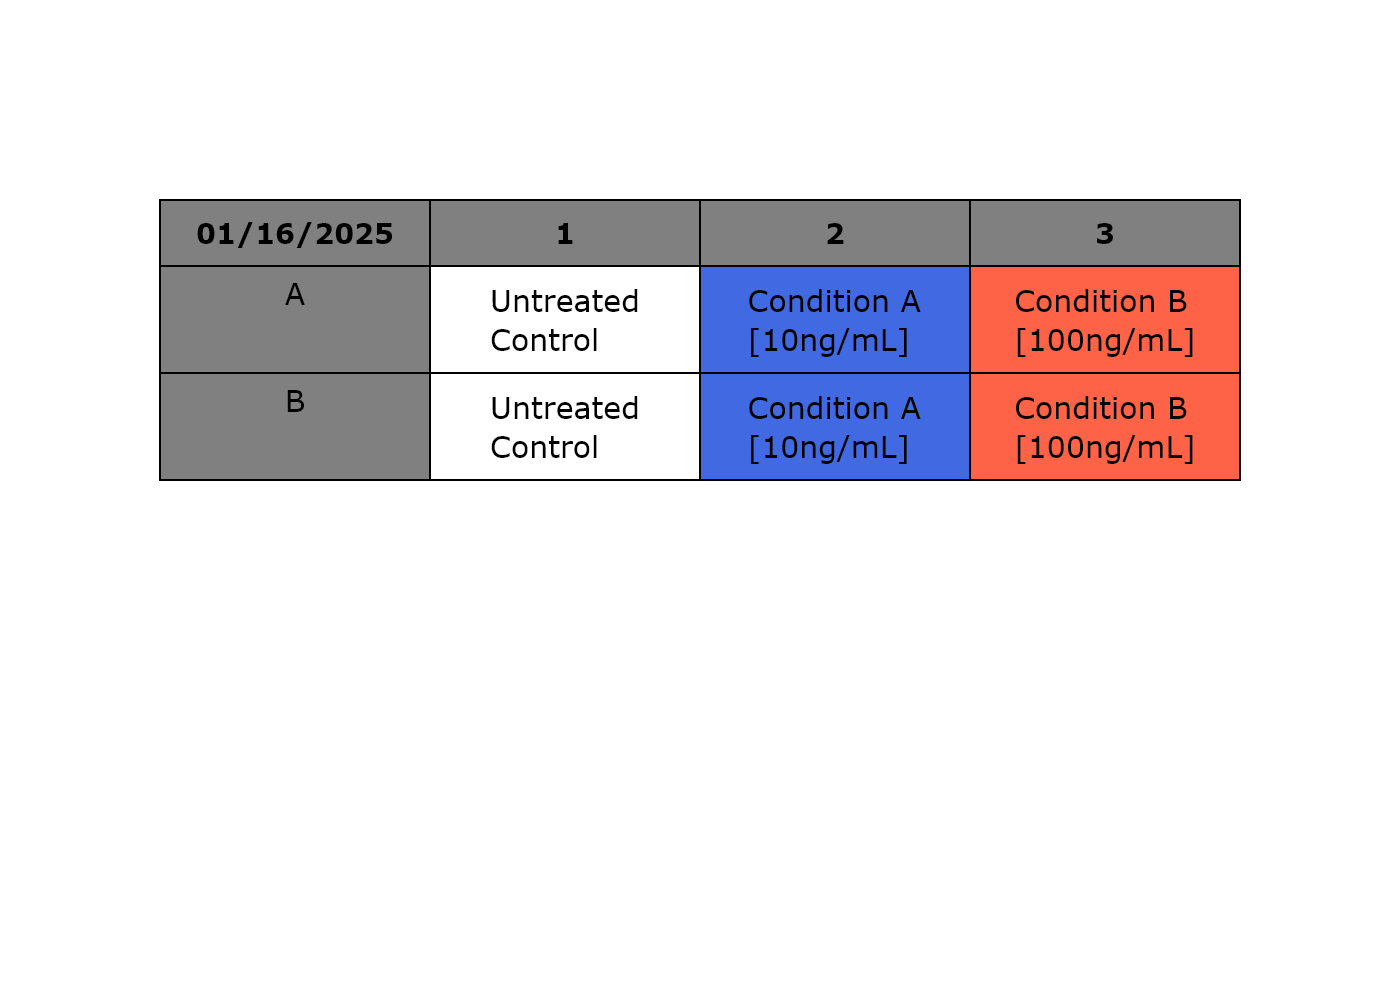 01/16/2025 1 2 3
A Untreated Control Condition A [10ng/mL] Condition B [100ng/mL]
B Untreated Control Condition A [10ng/mL] Condition B [100ng/mL]